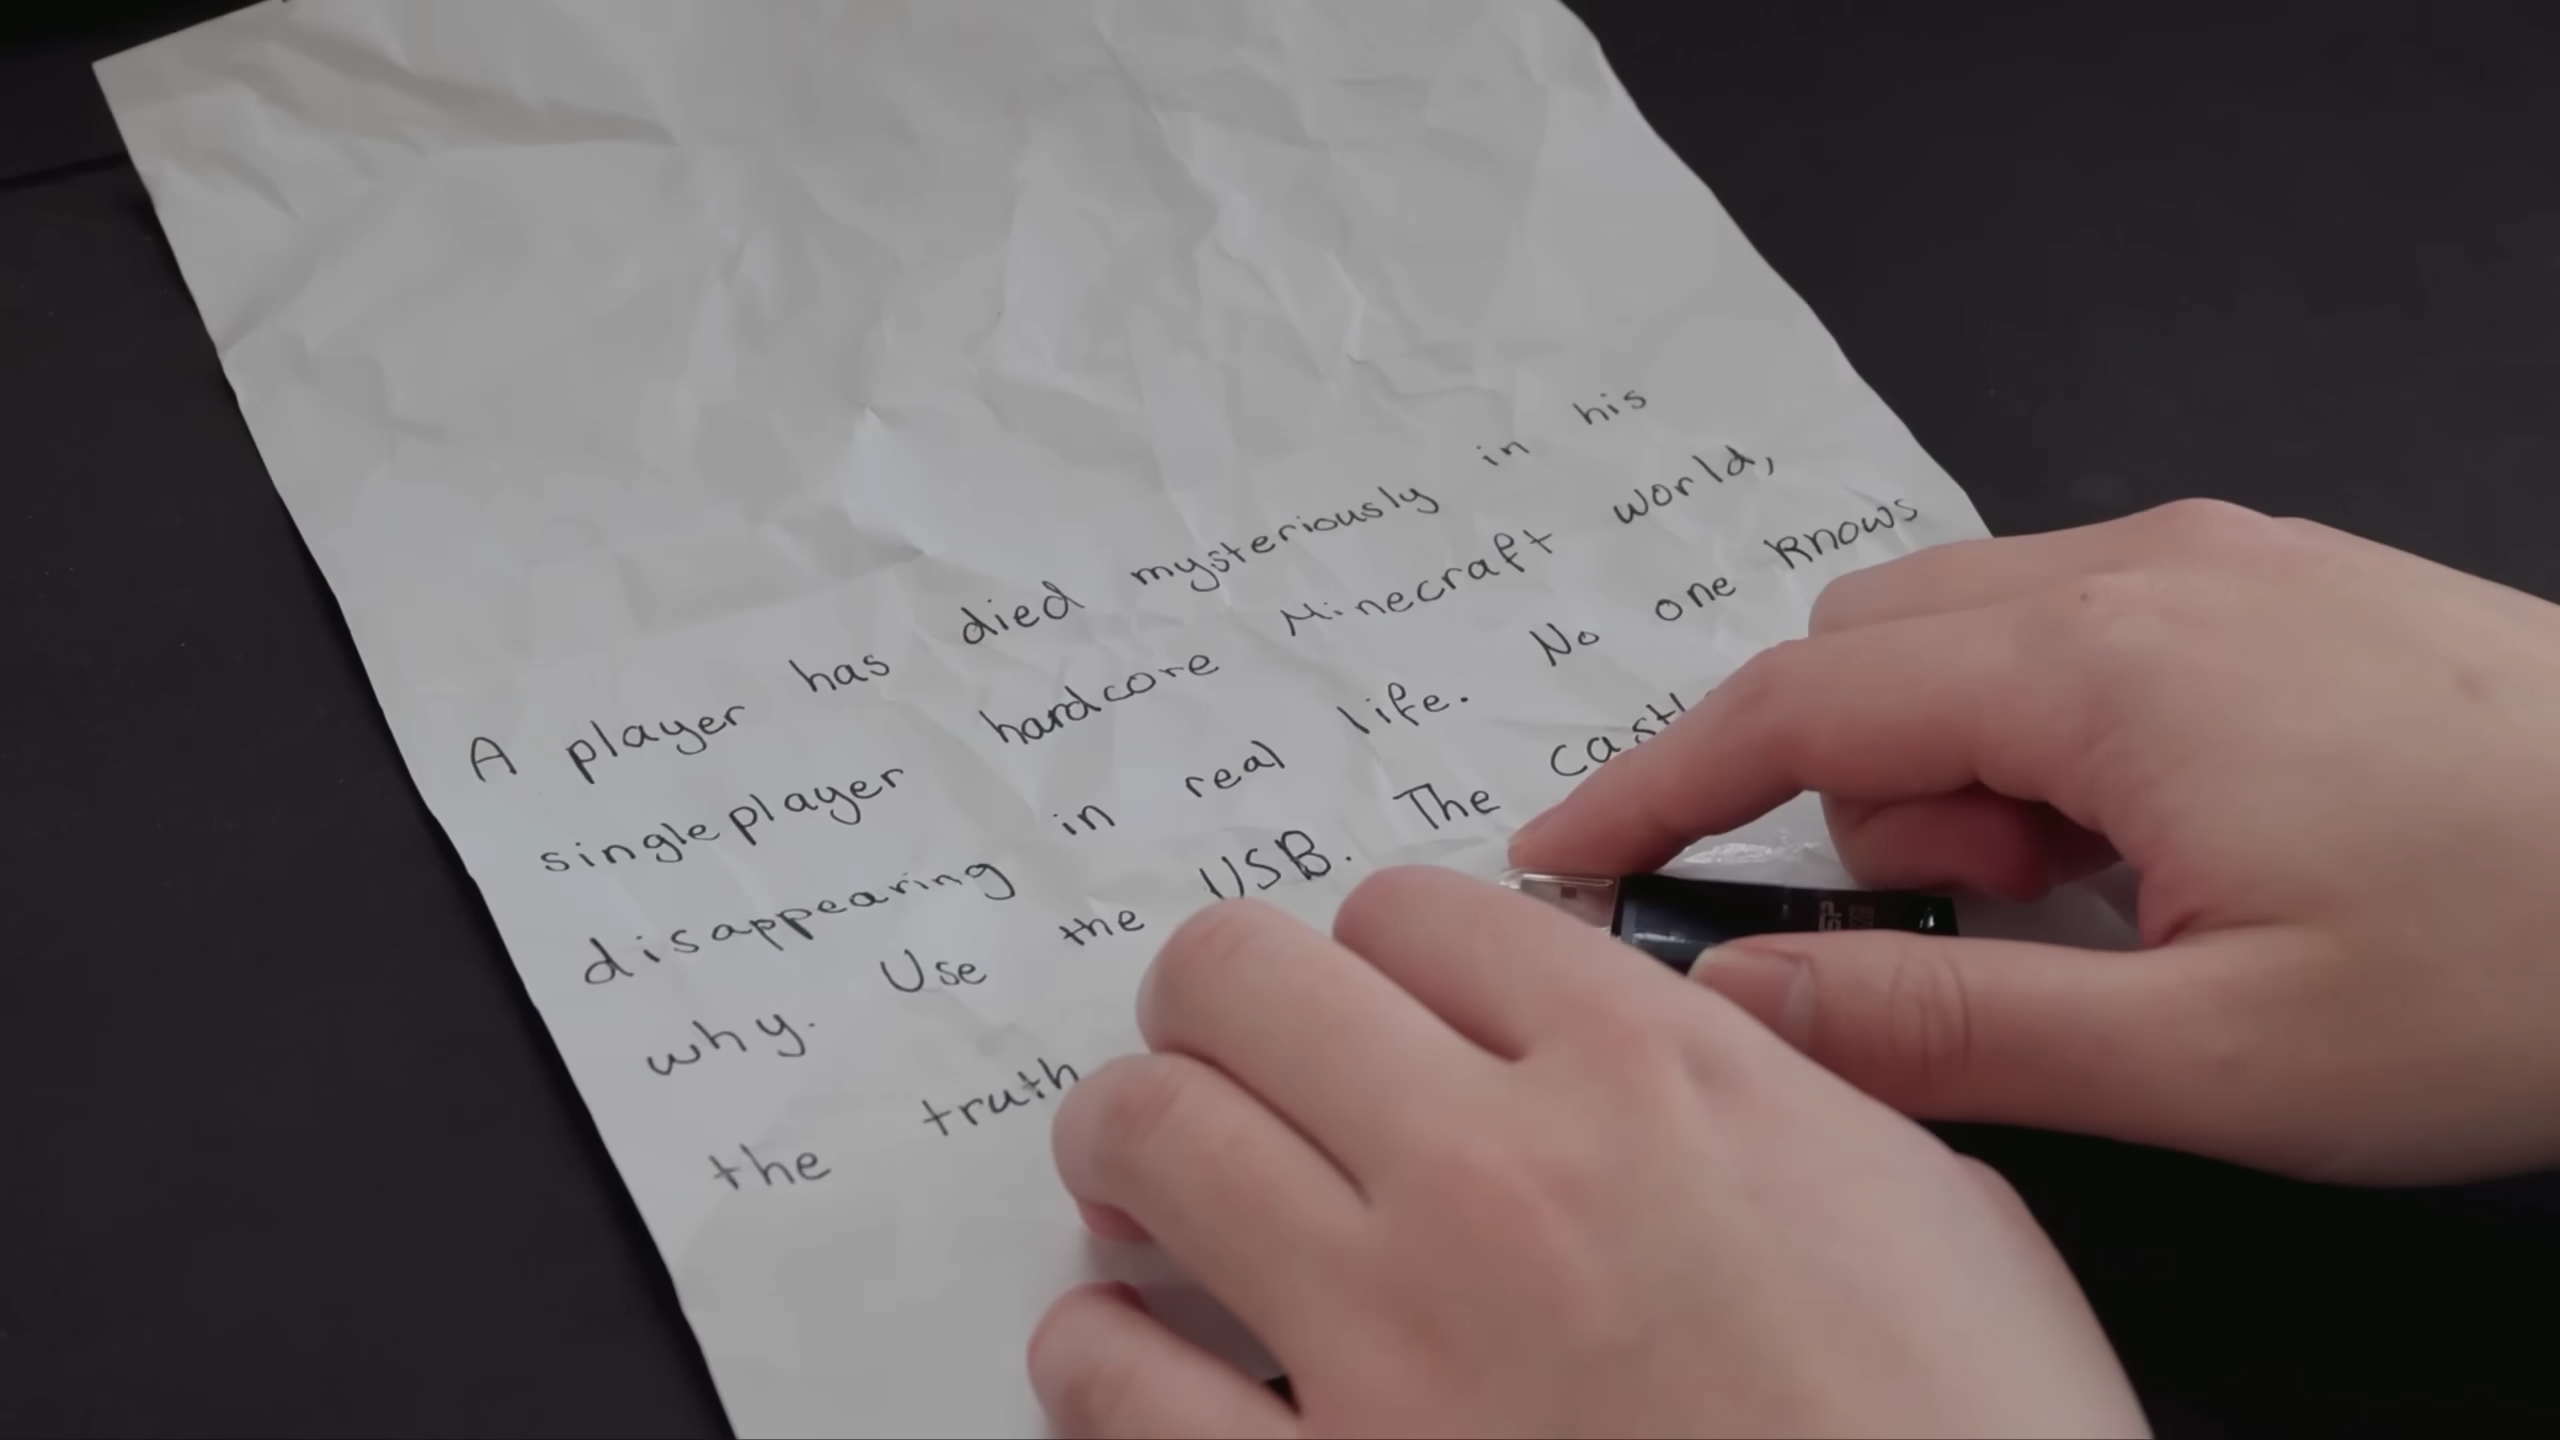 A player has died mysteriously in his
singleplayer hardcore Minecraft world,
disappearing in real life. No one knows
why. Use the USB. The
the truth
SP